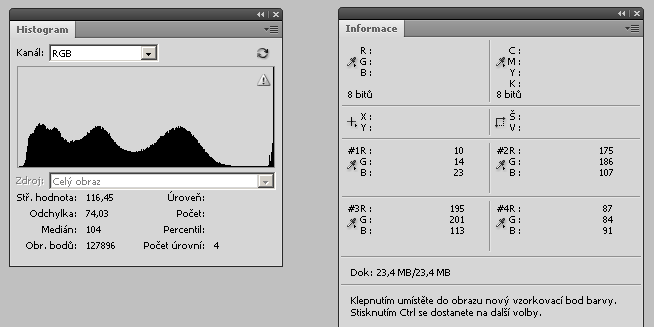 Histogram
Kanál: RGB
Zdroj: Celý obraz
Stř. hodnota: 116,45 Úroveň:
Odchylka: 74,03 Počet:
Medián: 104 Percentil:
Obr. bodů: 127896 Počet úrovní: 4
Informace
R :
G :
B :
8 bitů
C :
M :
Y :
K :
8 bitů
X :
Y :
Š :
V :
#1R : 10
G : 14
B : 23
#2R : 175
G : 186
B : 107
#3R : 195
G : 201
B : 113
#4R : 87
G : 84
B : 91
Dok: 23,4 MB/23,4 MB
Klepnutím umístěte do obrazu nový vzorkovací bod barvy.
Stisknutím Ctrl se dostanete na další volby.